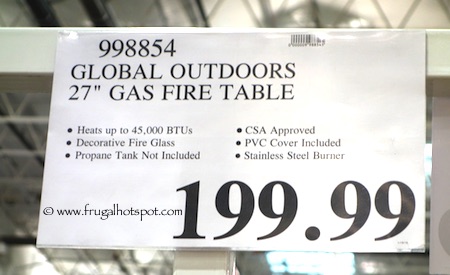 998854
GLOBAL OUTDOORS
27" GAS FIRE TABLE
• Heats up to 45,000 BTUs
• Decorative Fire Glass
• Propane Tank Not Included
• CSA Approved
• PVC Cover Included
• Stainless Steel Burner
199.99
© www.frugalhotspot.com